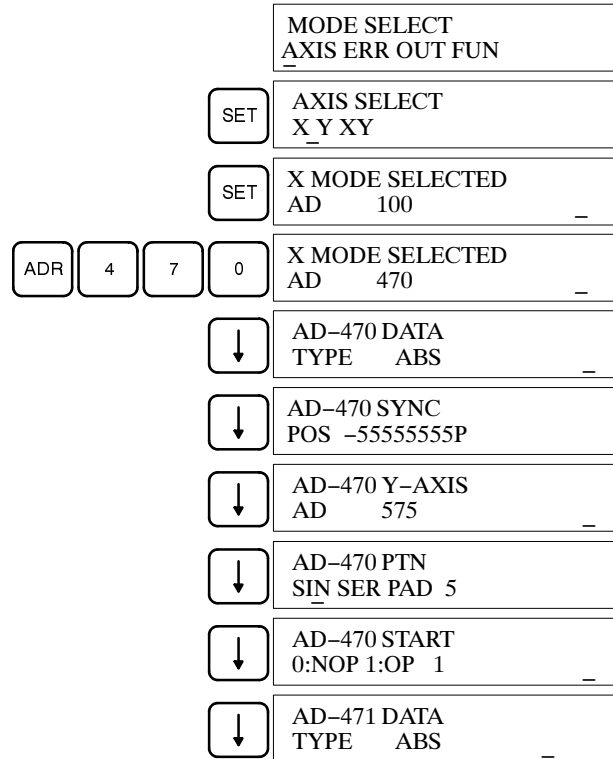 MODE SELECT
AXIS ERR OUT FUN
SET
AXIS SELECT
X Y XY
SET
X MODE SELECTED
AD 100
ADR 4 7 0
X MODE SELECTED
AD 470
AD−470 DATA
TYPE ABS
AD−470 SYNC
POS −55555555P
AD−470 Y−AXIS
AD 575
AD−470 PTN
SIN SER PAD 5
AD−470 START
0:NOP 1:OP 1
AD−471 DATA
TYPE ABS